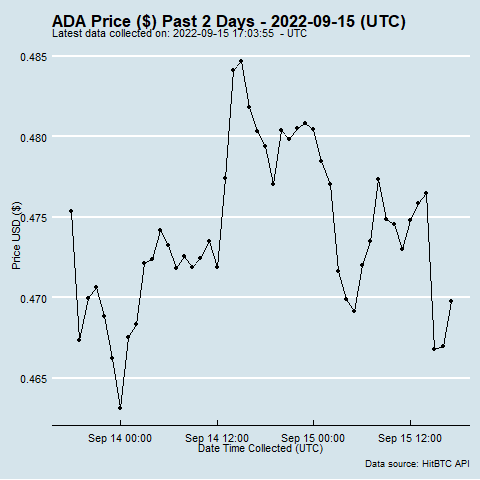 ADA Price ($) Past 2 Days - 2022-09-15 (UTC)
Latest data collected on: 2022-09-15 17:03:55 - UTC
0.485
0.480
0.475
0.470
0.465
Price USD ($)
Sep 14 00:00 Sep 14 12:00 Sep 15 00:00 Sep 15 12:00
Date Time Collected (UTC)
Data source: HitBTC API